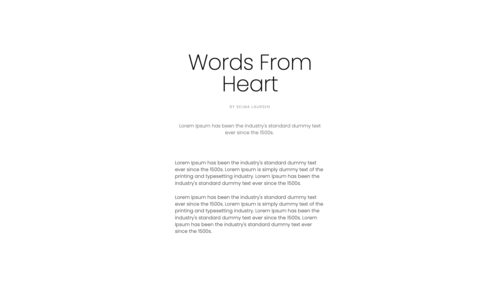 Words From
Heart
Lorem Ipsum has been the industry's standard dummy text
ever since the 1500s.
Lorem Ipsum has been the industry's standard dummy text
ever since the 1500s. Lorem Ipsum is simply dummy text of the
printing and typesetting industry. Lorem Ipsum has been the
industry's standard dummy text ever since the 1500s.
Lorem Ipsum has been the industry's standard dummy text
ever since the 1500s. Lorem Ipsum is simply dummy text of the
printing and typesetting industry. Lorem Ipsum has been the
industry's standard dummy text ever since the 1500s. Lorem
Ipsum has been the industry's standard dummy text ever
since the 1500s.